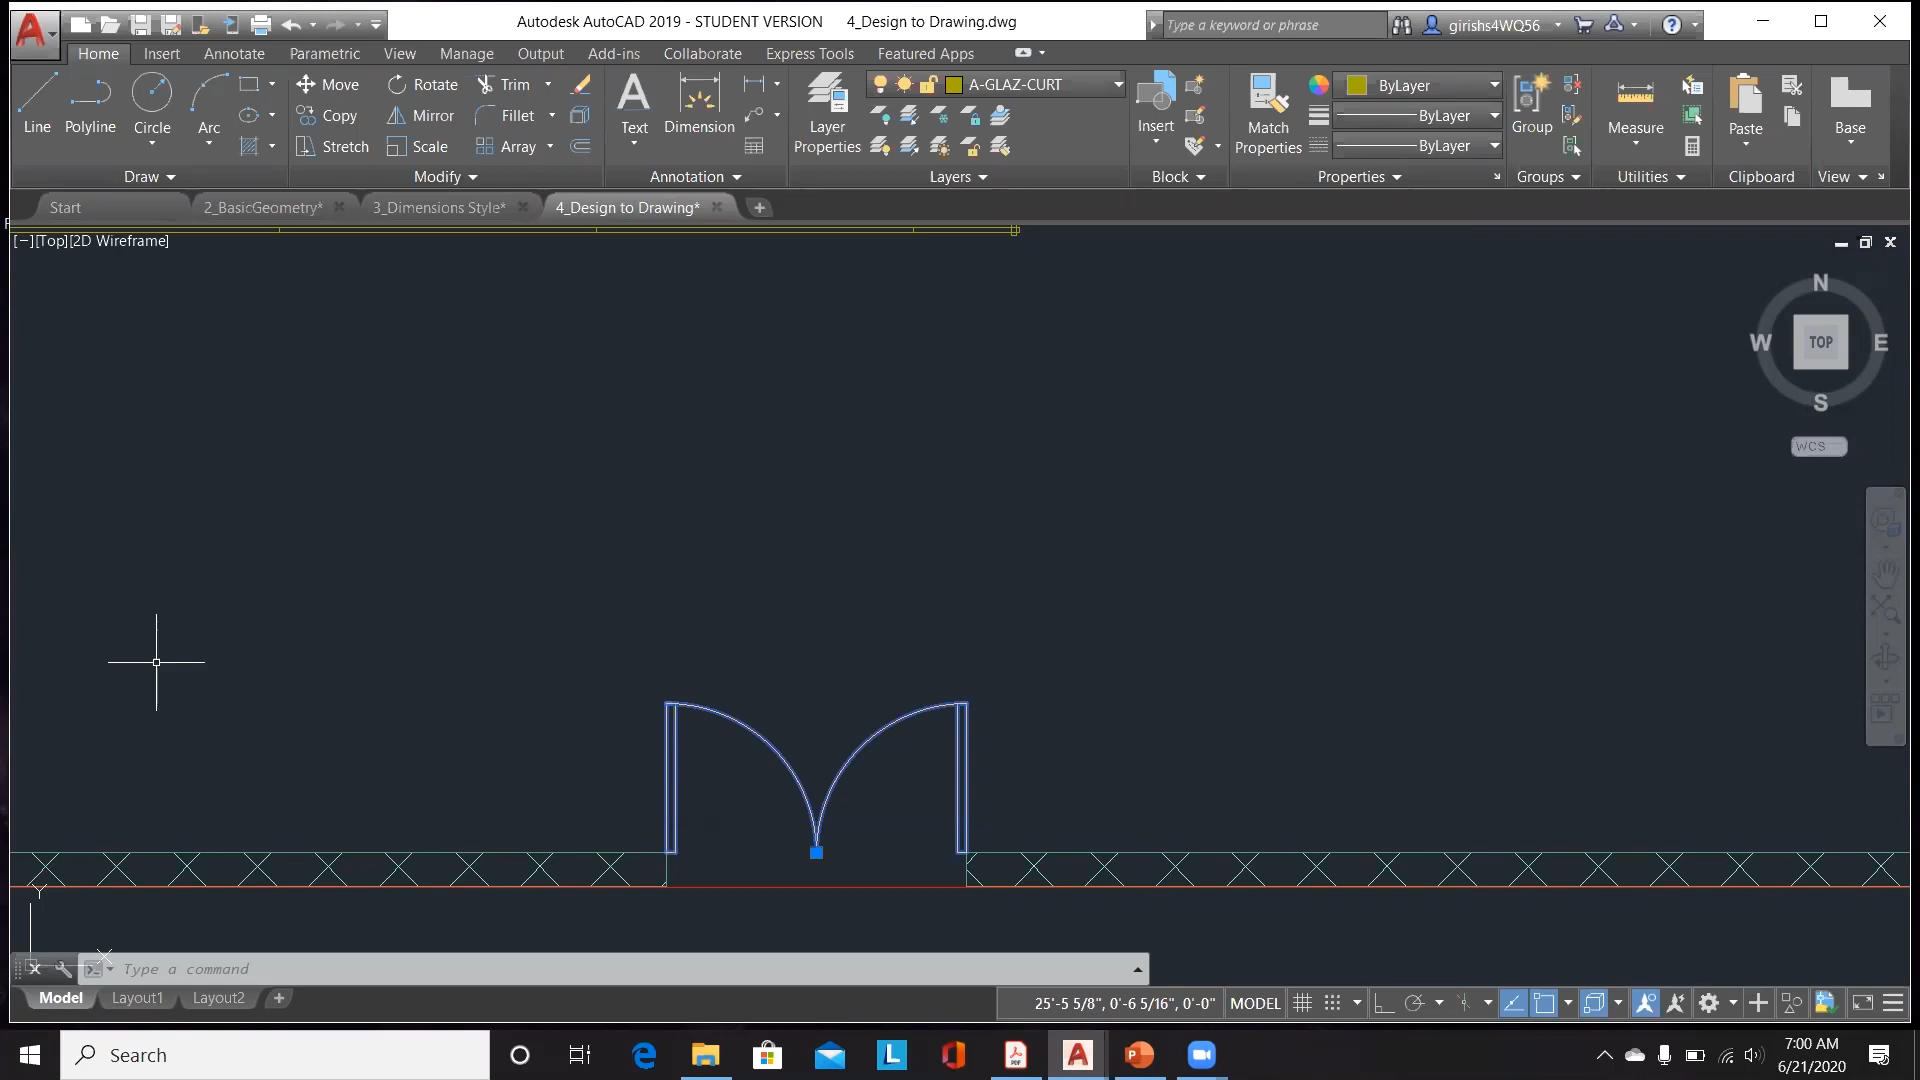 Autodesk AutoCAD 2019 - STUDENT VERSION 4_Design to Drawing.dwg
Type a keyword or phrase
girishs4WQ56
Home Insert Annotate Parametric View Manage Output Add-ins Collaborate Express Tools Featured Apps
Line Polyline Circle Arc
Move Rotate Trim
Copy Mirror Fillet
Stretch Scale Array
Text Dimension
Layer Properties
A-GLAZ-CURT
Insert
Match Properties
ByLayer
ByLayer
ByLayer
Group
Measure
Paste
Base
Draw Modify Annotation Layers Block Properties Groups Utilities Clipboard View
Start 2_BasicGeometry* 3_Dimensions Style* 4_Design to Drawing*
[−][Top][2D Wireframe]
N
W TOP E
S
WCS
Y
X
Type a command
Model Layout1 Layout2
25'-5 5/8", 0'-6 5/16", 0'-0" MODEL
Search
7:00 AM
6/21/2020